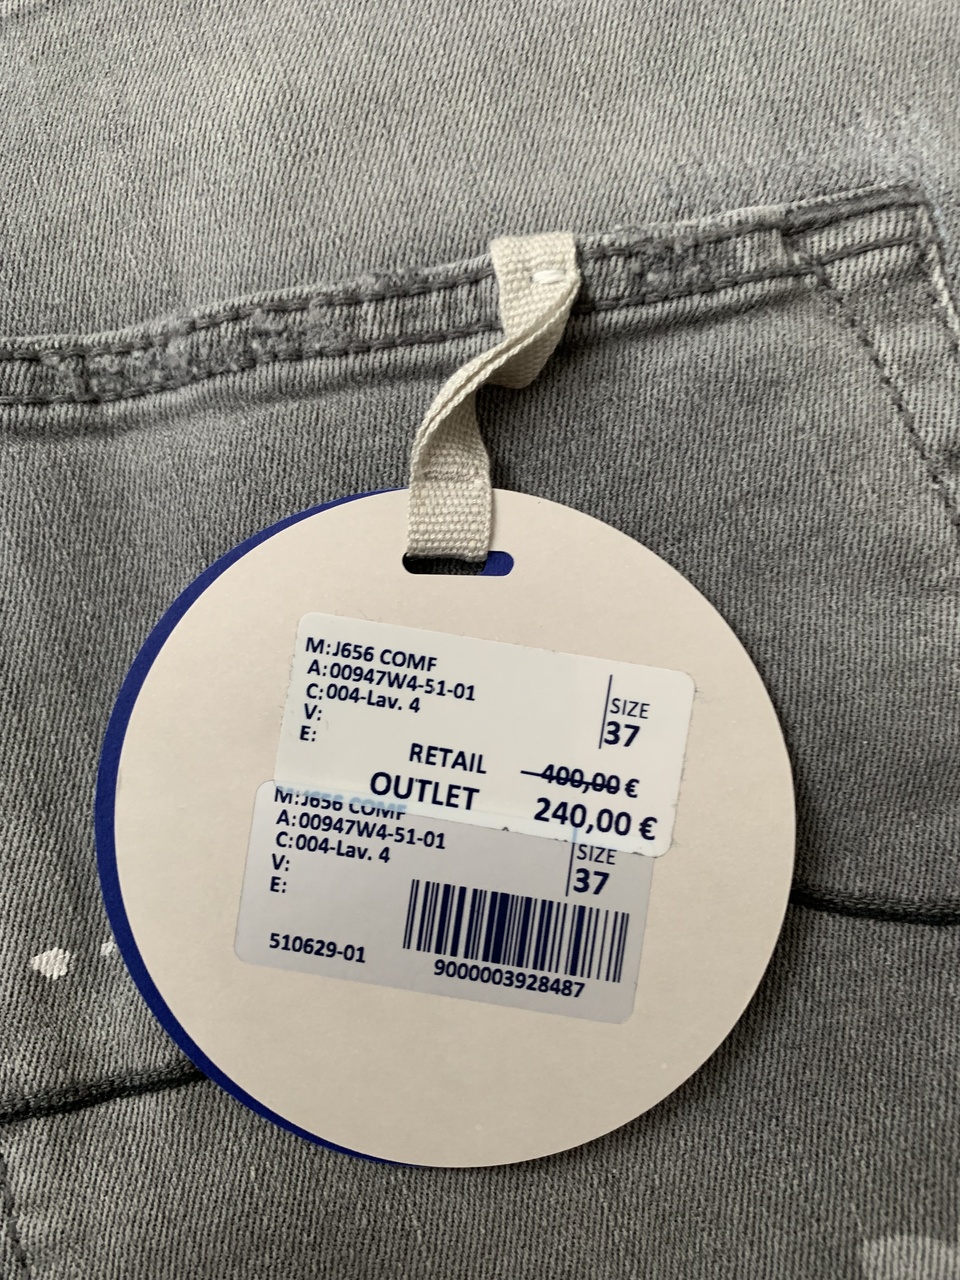 M:J656 COMF
A:00947W4-51-01
C:004-Lav. 4
V:
E:
SIZE
37
RETAIL 400,00 €
OUTLET 240,00 €
M:J656 COMF
A:00947W4-51-01
C:004-Lav. 4
V:
E:
SIZE
37
510629-01
9000003928487